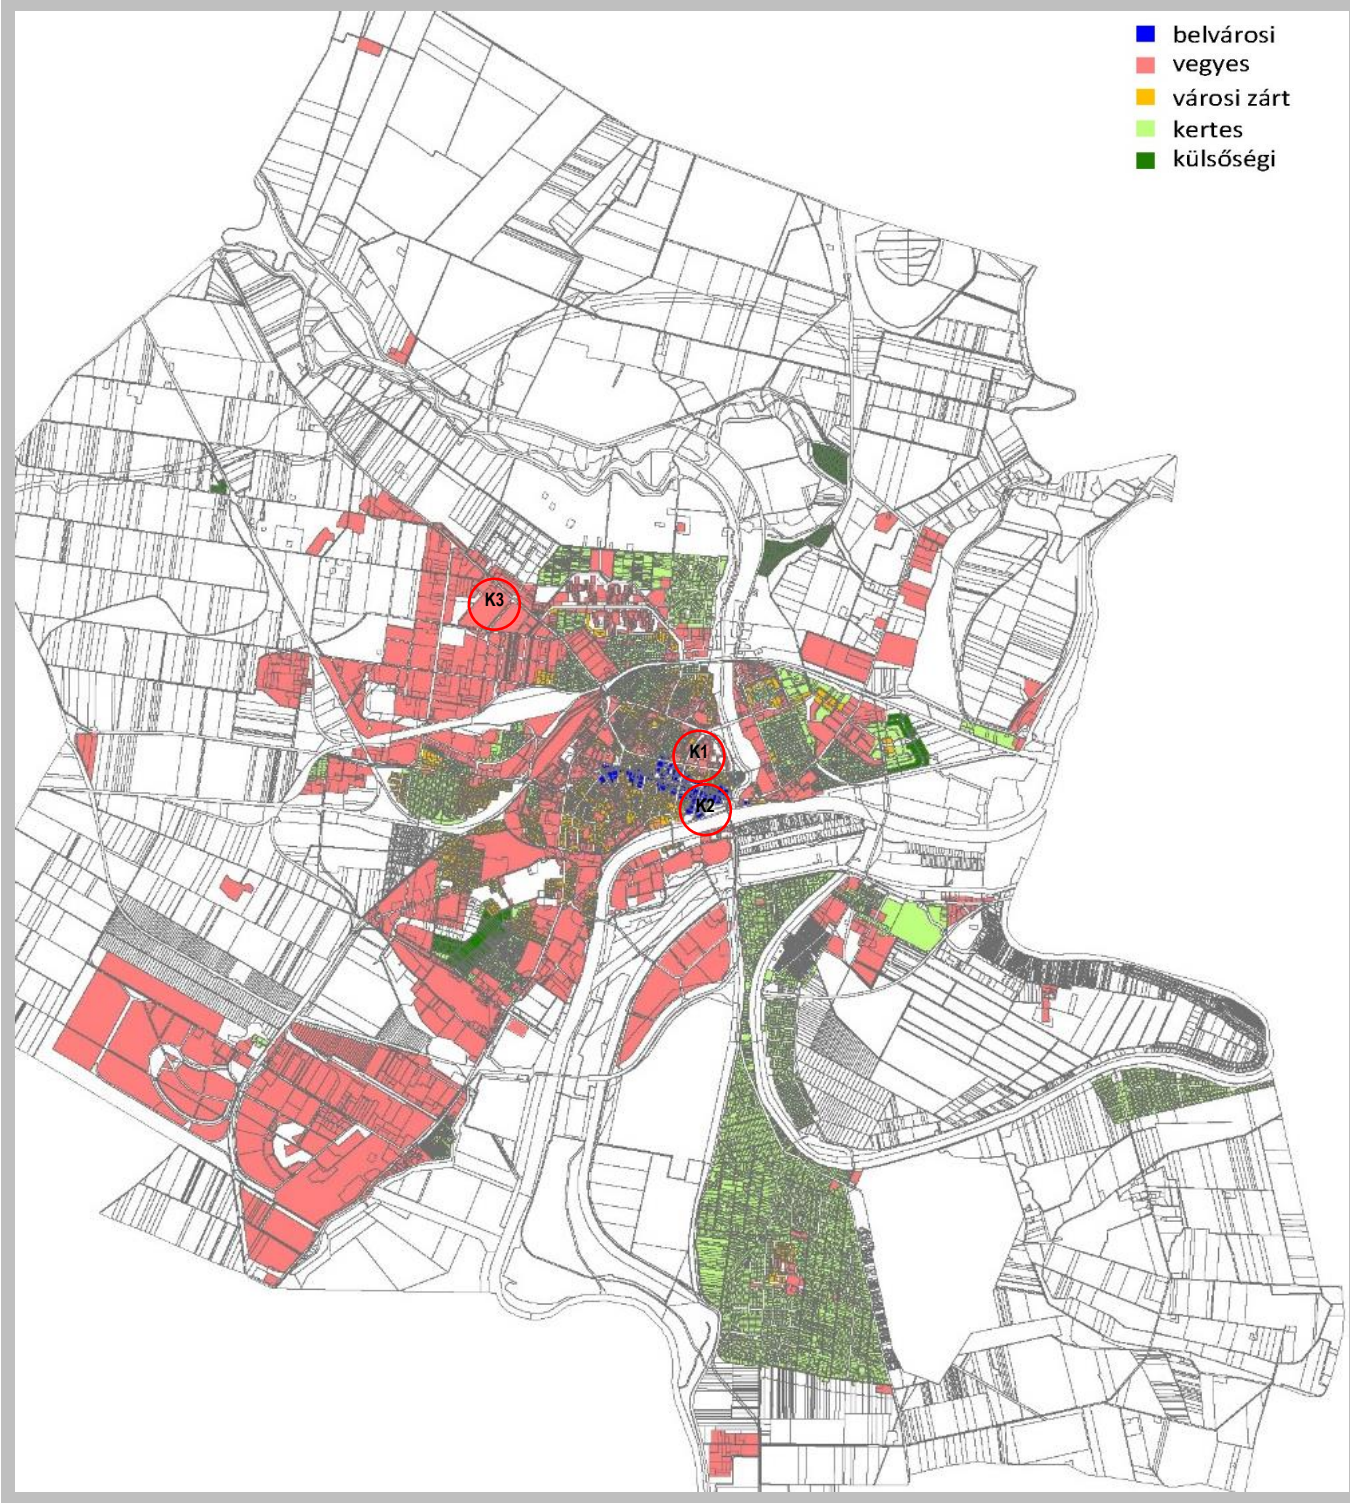 belvárosi
vegyes
városi zárt
kertes
külsőségi
K3
K1
K2